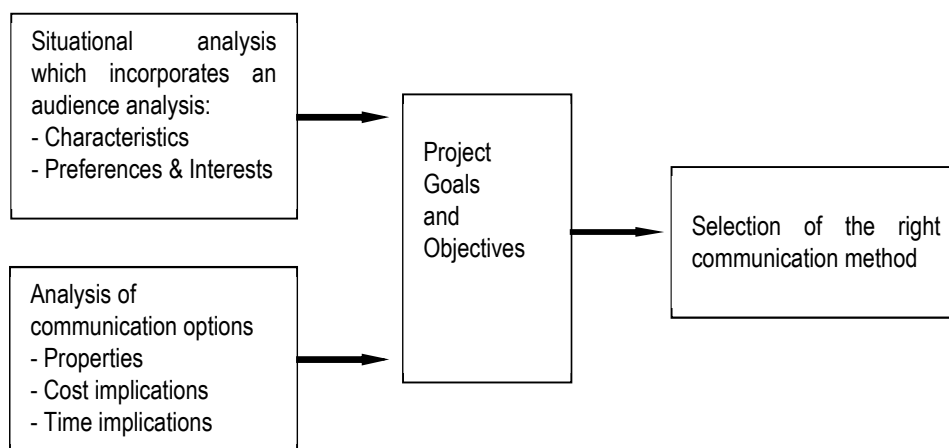 Situational analysis
which incorporates an
audience analysis:
- Characteristics
- Preferences & Interests
Analysis of
communication options
- Properties
- Cost implications
- Time implications
Project
Goals
and
Objectives
Selection of the right
communication method